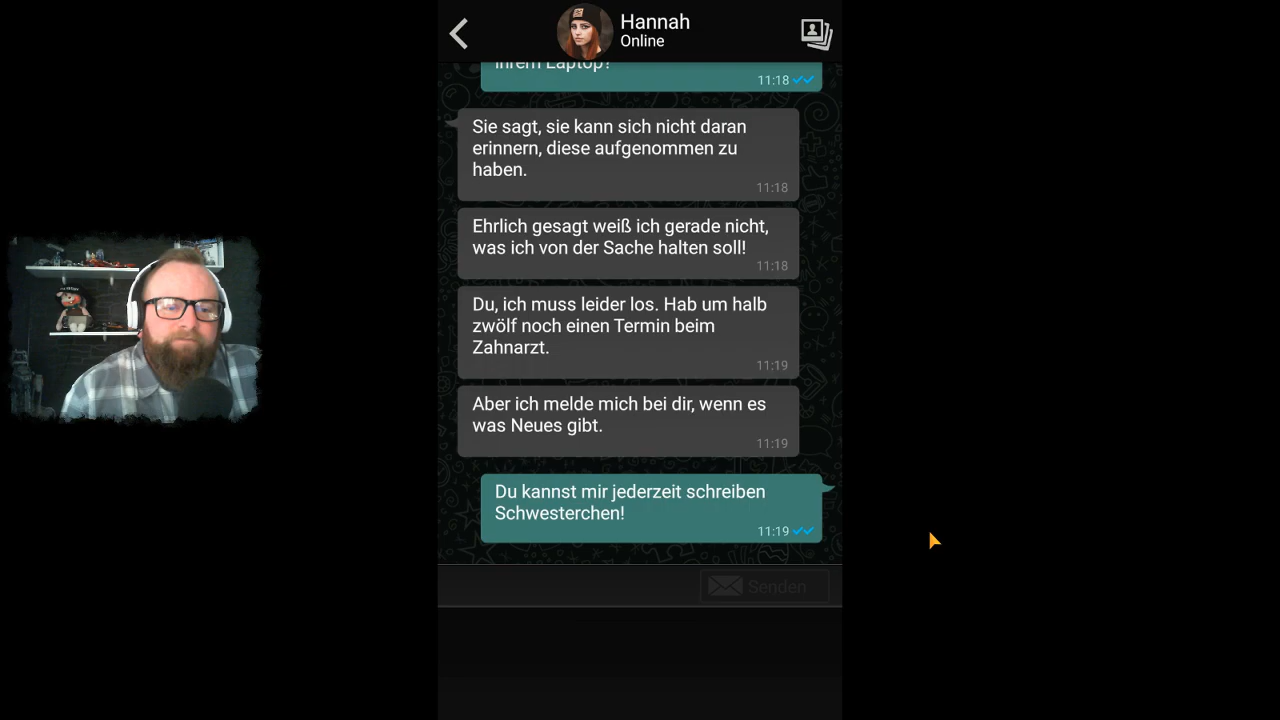 Hannah
Online
ihrem Laptop?
11:18
Sie sagt, sie kann sich nicht daran
erinnern, diese aufgenommen zu
haben.
11:18
Ehrlich gesagt weiß ich gerade nicht,
was ich von der Sache halten soll!
11:18
Du, ich muss leider los. Hab um halb
zwölf noch einen Termin beim
Zahnarzt.
11:19
Aber ich melde mich bei dir, wenn es
was Neues gibt.
11:19
Du kannst mir jederzeit schreiben
Schwesterchen!
11:19
Senden